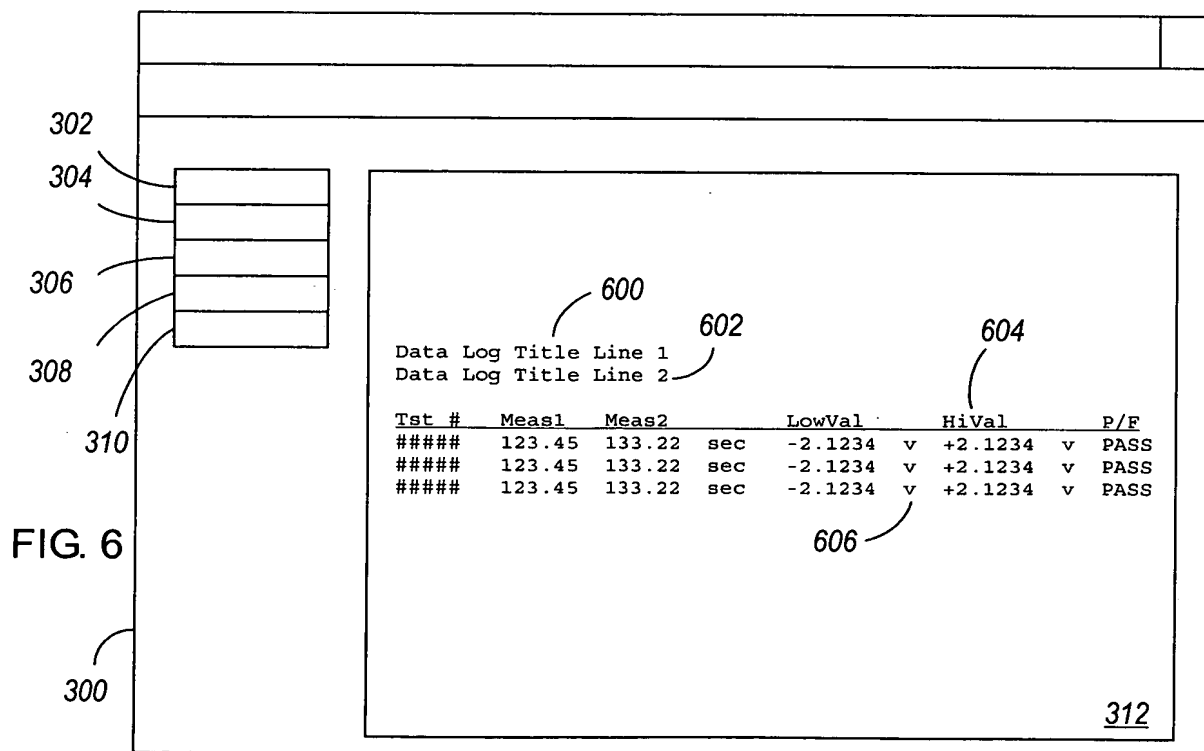 302
304
306
308
310
600
602
604
Data Log Title Line 1
Data Log Title Line 2
Tst # Meas1 Meas2 LowVal HiVal P/F
##### 123.45 133.22 sec -2.1234 v +2.1234 v PASS
##### 123.45 133.22 sec -2.1234 v +2.1234 v PASS
##### 123.45 133.22 sec -2.1234 v +2.1234 v PASS
606
FIG. 6
300
312